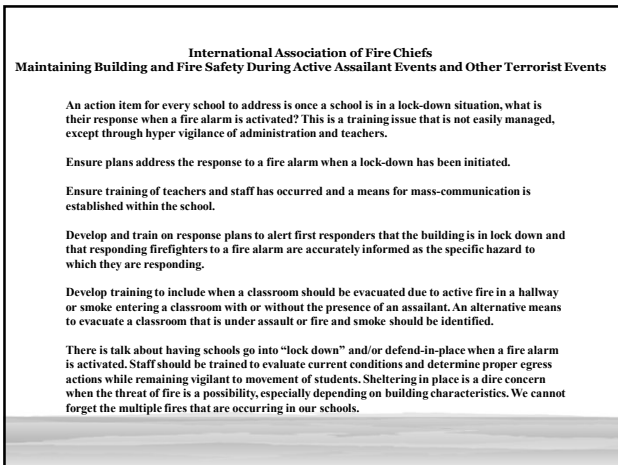 International Association of Fire Chiefs
Maintaining Building and Fire Safety During Active Assailant Events and Other Terrorist Events
An action item for every school to address is once a school is in a lock-down situation, what is
their response when a fire alarm is activated? This is a training issue that is not easily managed,
except through hyper vigilance of administration and teachers.
Ensure plans address the response to a fire alarm when a lock-down has been initiated.
Ensure training of teachers and staff has occurred and a means for mass-communication is
established within the school.
Develop and train on response plans to alert first responders that the building is in lock down and
that responding firefighters to a fire alarm are accurately informed as the specific hazard to
which they are responding.
Develop training to include when a classroom should be evacuated due to active fire in a hallway
or smoke entering a classroom with or without the presence of an assailant. An alternative means
to evacuate a classroom that is under assault or fire and smoke should be identified.
There is talk about having schools go into “lock down” and/or defend-in-place when a fire alarm
is activated. Staff should be trained to evaluate current conditions and determine proper egress
actions while remaining vigilant to movement of students. Sheltering in place is a dire concern
when the threat of fire is a possibility, especially depending on building characteristics. We cannot
forget the multiple fires that are occurring in our schools.